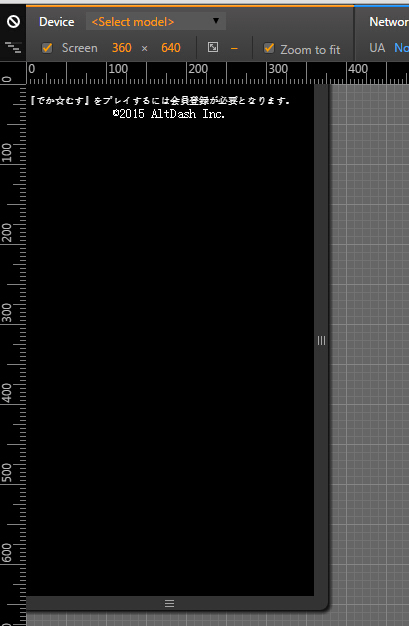 Device
<Select model>
▼
Network
Screen 360 × 640
Zoom to fit
UA No
0 100 200 300 400
0
100
200
300
400
500
600
『でか☆むす』をプレイするには会員登録が必要となります。
©2015 AltDash Inc.